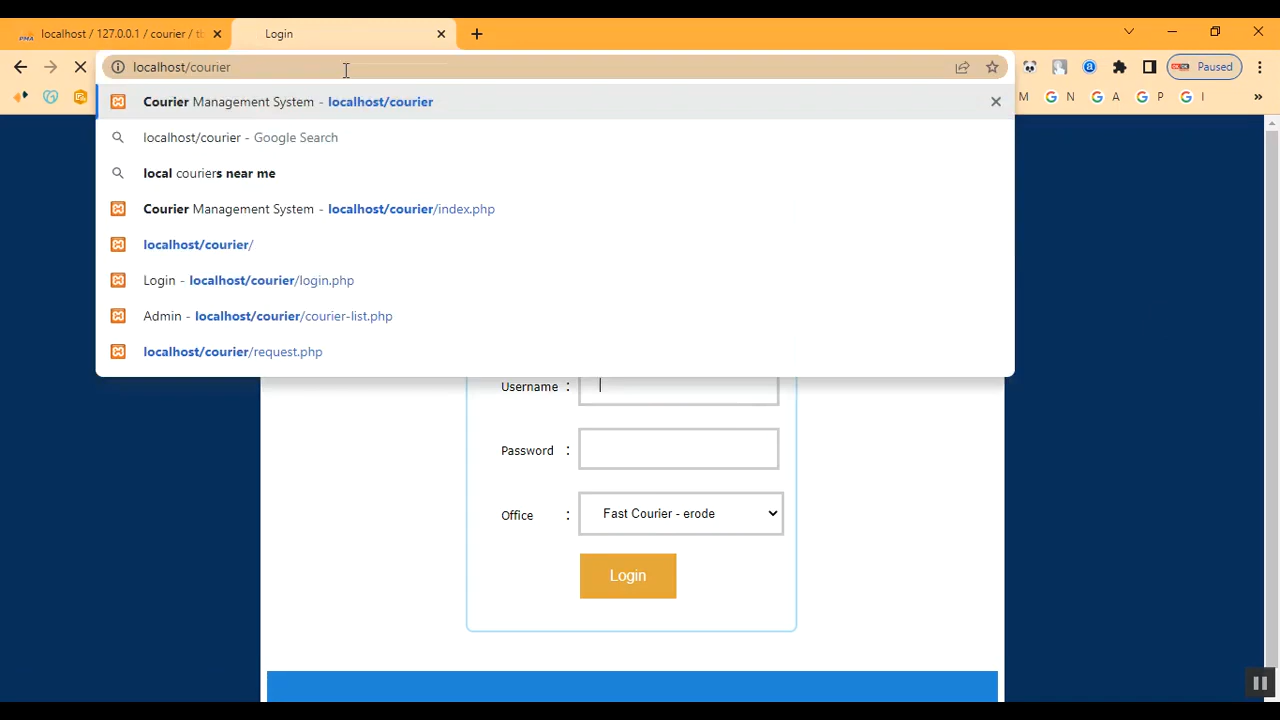 localhost / 127.0.0.1 / courier / tb
Login
localhost/courier
Paused
M G N G A G P G I »
Courier Management System - localhost/courier
localhost/courier - Google Search
local couriers near me
Courier Management System - localhost/courier/index.php
localhost/courier/
Login - localhost/courier/login.php
Admin - localhost/courier/courier-list.php
localhost/courier/request.php
Username :
Password :
Office : Fast Courier - erode
Login